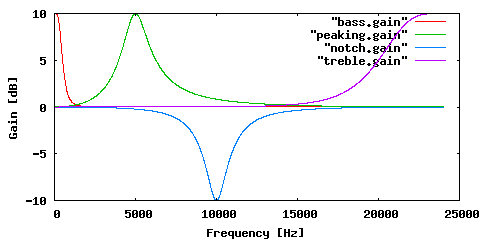 "bass.gain"
"peaking.gain"
"notch.gain"
"treble.gain"
10
5
0
-5
-10
Gain [dB]
0 5000 10000 15000 20000 25000
Frequency [Hz]